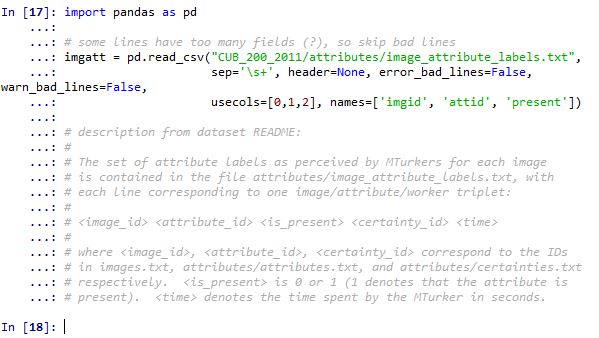 In [17]: import pandas as pd
    ...:
    ...: # some lines have too many fields (?), so skip bad lines
    ...: imgatt = pd.read_csv("CUB_200_2011/attributes/image_attribute_labels.txt",
    ...:                      sep='\s+', header=None, error_bad_lines=False,
warn_bad_lines=False,
    ...:                      usecols=[0,1,2], names=['imgid', 'attid', 'present'])
    ...:
    ...: # description from dataset README:
    ...: #
    ...: # The set of attribute labels as perceived by MTurkers for each image
    ...: # is contained in the file attributes/image_attribute_labels.txt, with
    ...: # each line corresponding to one image/attribute/worker triplet:
    ...: #
    ...: # <image_id> <attribute_id> <is_present> <certainty_id> <time>
    ...: #
    ...: # where <image_id>, <attribute_id>, <certainty_id> correspond to the IDs
    ...: # in images.txt, attributes/attributes.txt, and attributes/certainties.txt
    ...: # respectively.  <is_present> is 0 or 1 (1 denotes that the attribute is
    ...: # present).  <time> denotes the time spent by the MTurker in seconds.
In [18]: